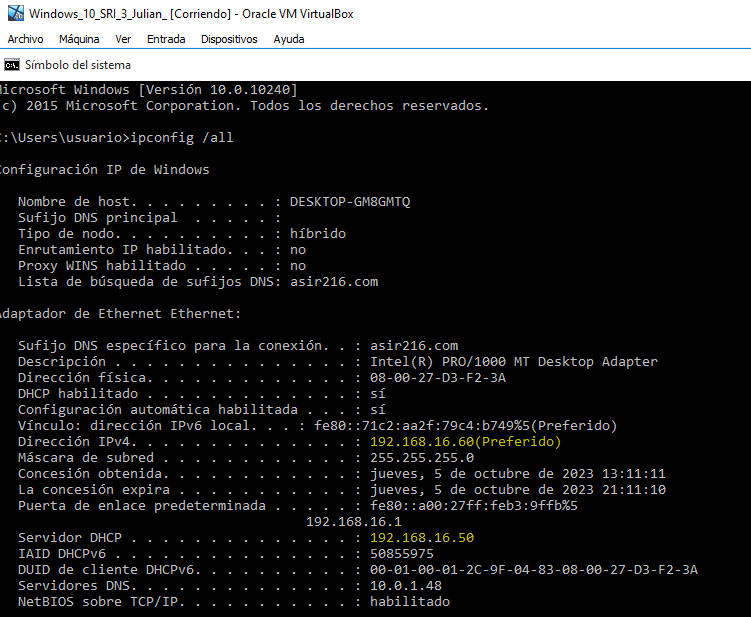 Windows_10_SRI_3_Julian_ [Corriendo] - Oracle VM VirtualBox
Archivo Máquina Ver Entrada Dispositivos Ayuda
Símbolo del sistema
Microsoft Windows [Versión 10.0.10240]
(c) 2015 Microsoft Corporation. Todos los derechos reservados.
C:\Users\usuario>ipconfig /all
Configuración IP de Windows
Nombre de host. . . . . . . . . : DESKTOP-GM8GMTQ
Sufijo DNS principal  . . . . . :
Tipo de nodo. . . . . . . . . . : híbrido
Enrutamiento IP habilitado. . . : no
Proxy WINS habilitado . . . . . : no
Lista de búsqueda de sufijos DNS: asir216.com
Adaptador de Ethernet Ethernet:
Sufijo DNS específico para la conexión. . : asir216.com
Descripción . . . . . . . . . . . . . . . : Intel(R) PRO/1000 MT Desktop Adapter
Dirección física. . . . . . . . . . . . . : 08-00-27-D3-F2-3A
DHCP habilitado . . . . . . . . . . . . . : sí
Configuración automática habilitada . . . : sí
Vínculo: dirección IPv6 local. . . : fe80::71c2:aa2f:79c4:b749%5(Preferido)
Dirección IPv4. . . . . . . . . . . . . . : 192.168.16.60(Preferido)
Máscara de subred . . . . . . . . . . . . : 255.255.255.0
Concesión obtenida. . . . . . . . . . . . : jueves, 5 de octubre de 2023 13:11:11
La concesión expira . . . . . . . . . . . : jueves, 5 de octubre de 2023 21:11:10
Puerta de enlace predeterminada . . . . . : fe80::a00:27ff:feb3:9ffb%5
192.168.16.1
Servidor DHCP . . . . . . . . . . . . . . : 192.168.16.50
IAID DHCPv6 . . . . . . . . . . . . . . . : 50855975
DUID de cliente DHCPv6. . . . . . . . . . : 00-01-00-01-2C-9F-04-83-08-00-27-D3-F2-3A
Servidores DNS. . . . . . . . . . . . . . : 10.0.1.48
NetBIOS sobre TCP/IP. . . . . . . . . . . : habilitado